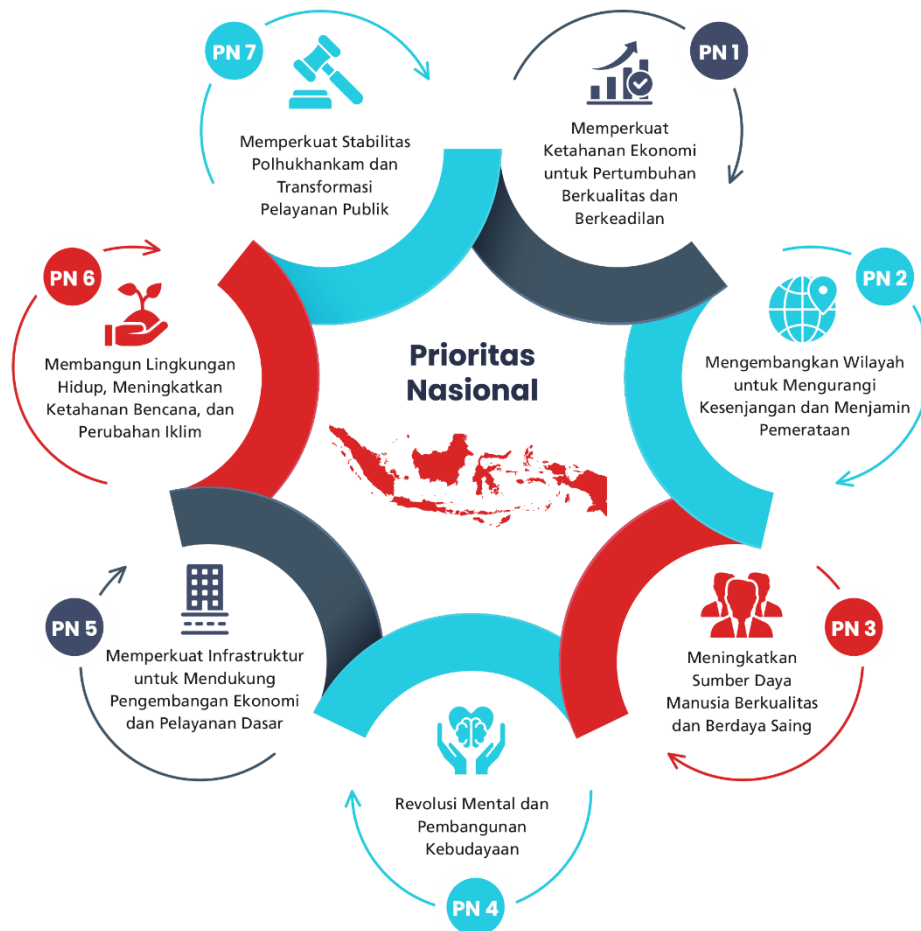 Prioritas
Nasional
PN 1
Memperkuat
Ketahanan Ekonomi
untuk Pertumbuhan
Berkualitas dan
Berkeadilan
PN 2
Mengembangkan Wilayah
untuk Mengurangi
Kesenjangan dan Menjamin
Pemerataan
PN 3
Meningkatkan
Sumber Daya
Manusia Berkualitas
dan Berdaya Saing
PN 4
Revolusi Mental dan
Pembangunan
Kebudayaan
PN 5
Memperkuat Infrastruktur
untuk Mendukung
Pengembangan Ekonomi
dan Pelayanan Dasar
PN 6
Membangun Lingkungan
Hidup, Meningkatkan
Ketahanan Bencana, dan
Perubahan Iklim
PN 7
Memperkuat Stabilitas
Polhukhankam dan
Transformasi
Pelayanan Publik